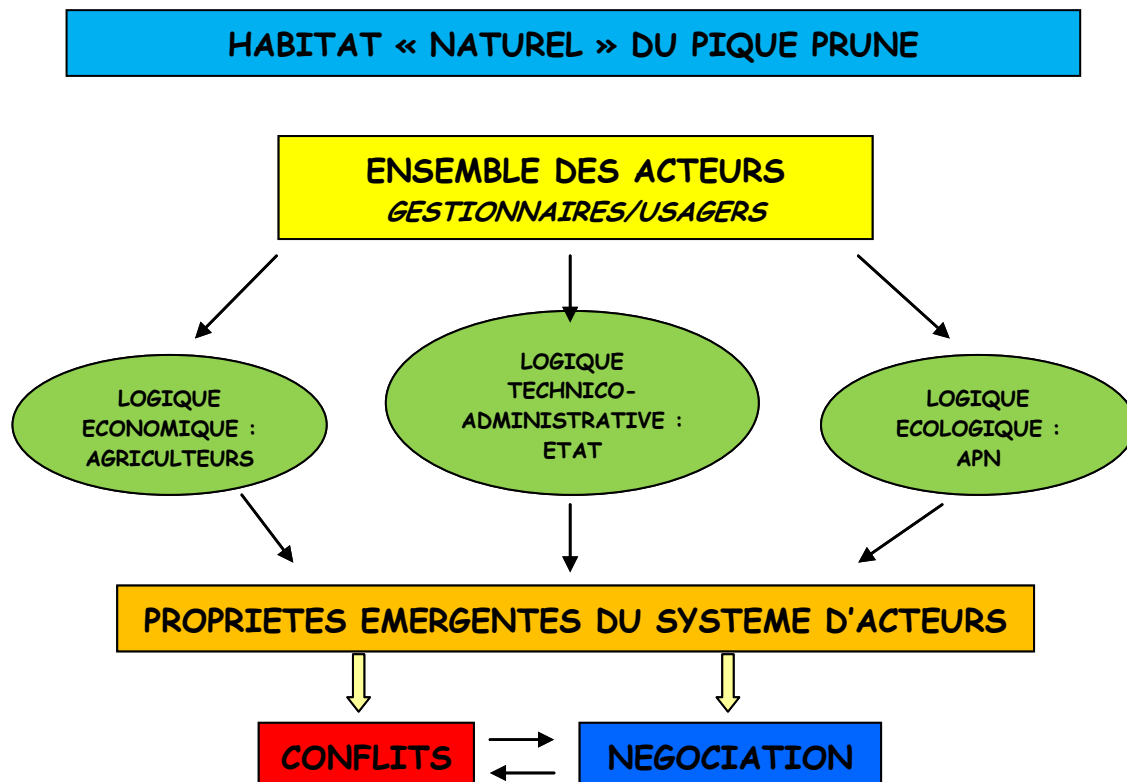 HABITAT « NATUREL » DU PIQUE PRUNE
ENSEMBLE DES ACTEURS
GESTIONNAIRES/USAGERS
LOGIQUE
ECONOMIQUE :
AGRICULTEURS
LOGIQUE
TECHNICO-
ADMINISTRATIVE :
ETAT
LOGIQUE
ECOLOGIQUE :
APN
PROPRIETES EMERGENTES DU SYSTEME D'ACTEURS
CONFLITS
NEGOCIATION